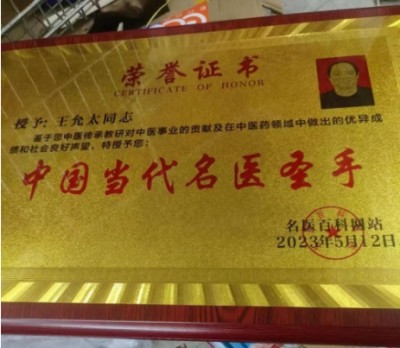 荣誉证书
CERTIFICATE OF HONOR
授予:王允太同志
基于您中医传承教研对中医事业的贡献及在中医药领域中做出的优异成
绩和社会良好声望，特授予您：
中国当代名医圣手
名医百科网站
2023年5月12日